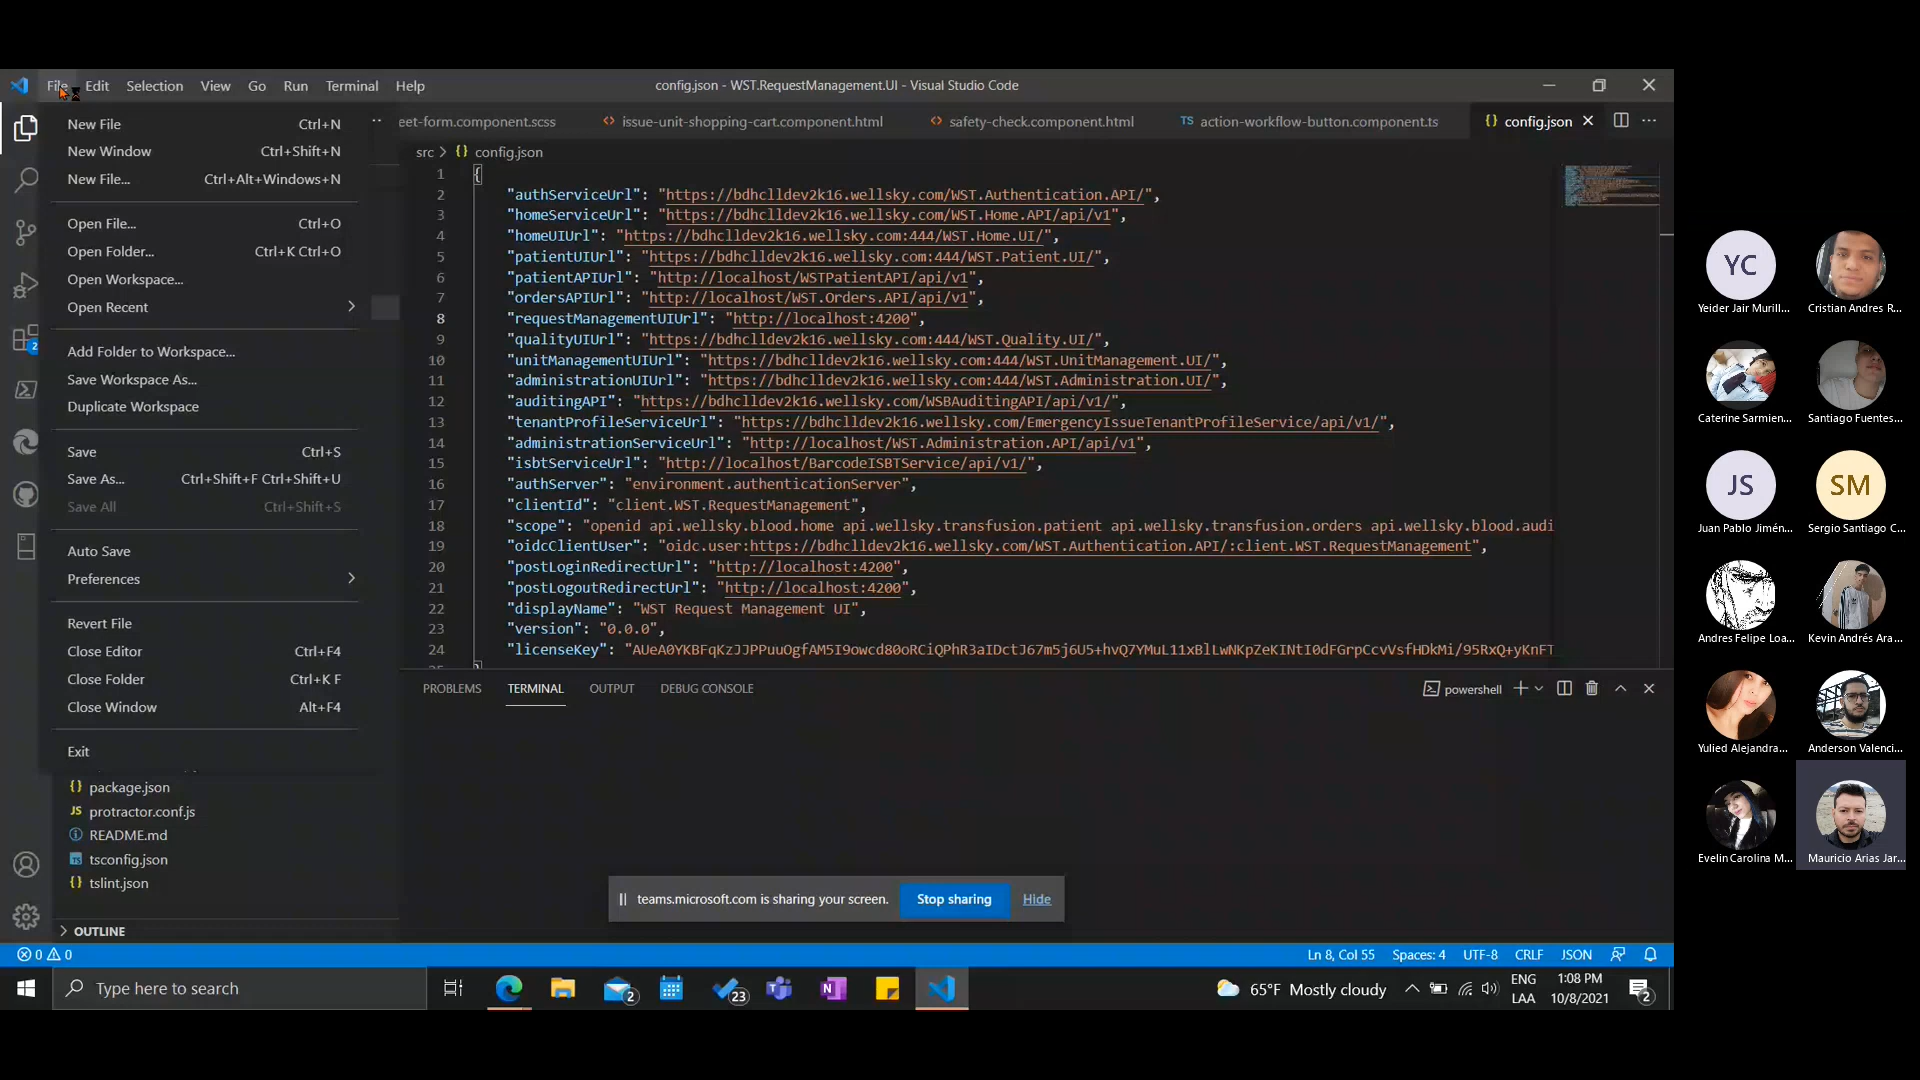 File Edit Selection View Go Run Terminal Help
config.json - WST.RequestManagement.UI - Visual Studio Code
New File Ctrl+N
New Window Ctrl+Shift+N
New File... Ctrl+Alt+Windows+N
Open File... Ctrl+O
Open Folder... Ctrl+K Ctrl+O
Open Workspace...
Open Recent
Add Folder to Workspace...
Save Workspace As...
Duplicate Workspace
Save Ctrl+S
Save As... Ctrl+Shift+F Ctrl+Shift+U
Save All Ctrl+Shift+S
Auto Save
Preferences
Revert File
Close Editor Ctrl+F4
Close Folder Ctrl+K F
Close Window Alt+F4
Exit
2
package.json
JS protractor.conf.js
README.md
TS tsconfig.json
tslint.json
OUTLINE
eet-form.component.scss
issue-unit-shopping-cart.component.html
safety-check.component.html
TS action-workflow-button.component.ts
{} config.json
src > {} config.json
1 {
2 "authServiceUrl": "https://bdhclldev2k16.wellsky.com/WST.Authentication.API/",
3 "homeServiceUrl": "https://bdhclldev2k16.wellsky.com/WST.Home.API/api/v1",
4 "homeUIUrl": "https://bdhclldev2k16.wellsky.com:444/WST.Home.UI/",
5 "patientUIUrl": "https://bdhclldev2k16.wellsky.com:444/WST.Patient.UI/",
6 "patientAPIUrl": "http://localhost/WSTPatientAPI/api/v1",
7 "ordersAPIUrl": "http://localhost/WST.Orders.API/api/v1",
8 "requestManagementUIUrl": "http://localhost:4200",
9 "qualityUIUrl": "https://bdhclldev2k16.wellsky.com:444/WST.Quality.UI/",
10 "unitManagementUIUrl": "https://bdhclldev2k16.wellsky.com:444/WST.UnitManagement.UI/",
11 "administrationUIUrl": "https://bdhclldev2k16.wellsky.com:444/WST.Administration.UI/",
12 "auditingAPI": "https://bdhclldev2k16.wellsky.com/WSBAuditingAPI/api/v1/",
13 "tenantProfileServiceUrl": "https://bdhclldev2k16.wellsky.com/EmergencyIssueTenantProfileService/api/v1/",
14 "administrationServiceUrl": "http://localhost/WST.Administration.API/api/v1",
15 "isbtServiceUrl": "http://localhost/BarcodeISBTService/api/v1/",
16 "authServer": "environment.authenticationServer",
17 "clientId": "client.WST.RequestManagement",
18 "scope": "openid api.wellsky.blood.home api.wellsky.transfusion.patient api.wellsky.transfusion.orders api.wellsky.blood.audi
19 "oidcClientUser": "oidc.user:https://bdhclldev2k16.wellsky.com/WST.Authentication.API/:client.WST.RequestManagement",
20 "postLoginRedirectUrl": "http://localhost:4200",
21 "postLogoutRedirectUrl": "http://localhost:4200",
22 "displayName": "WST Request Management UI",
23 "version": "0.0.0",
24 "licenseKey": "AUeA0YKBFqKzJJPPuuOgfAM5I9owcd80oRCiQPhR3aIDctJ67m5j6U5+hvQ7YMuL11xBlLwNKpZeKINtI0dFGrpCcvVsfHDkMi/95RxQ+yKnFT
PROBLEMS TERMINAL OUTPUT DEBUG CONSOLE
powershell
teams.microsoft.com is sharing your screen. Stop sharing Hide
0 0
Ln 8, Col 55 Spaces: 4 UTF-8 CRLF JSON
Type here to search
2
23
65°F Mostly cloudy
ENG
LAA
1:08 PM
10/8/2021
2
YC
Yeider Jair Murill...
Cristian Andres R...
Caterine Sarmien...
Santiago Fuentes...
JS
Juan Pablo Jimén...
SM
Sergio Santiago C...
Andres Felipe Loa...
Kevin Andrés Ara...
Yulied Alejandra...
Anderson Valenci...
Evelin Carolina M...
Mauricio Arias Jar...